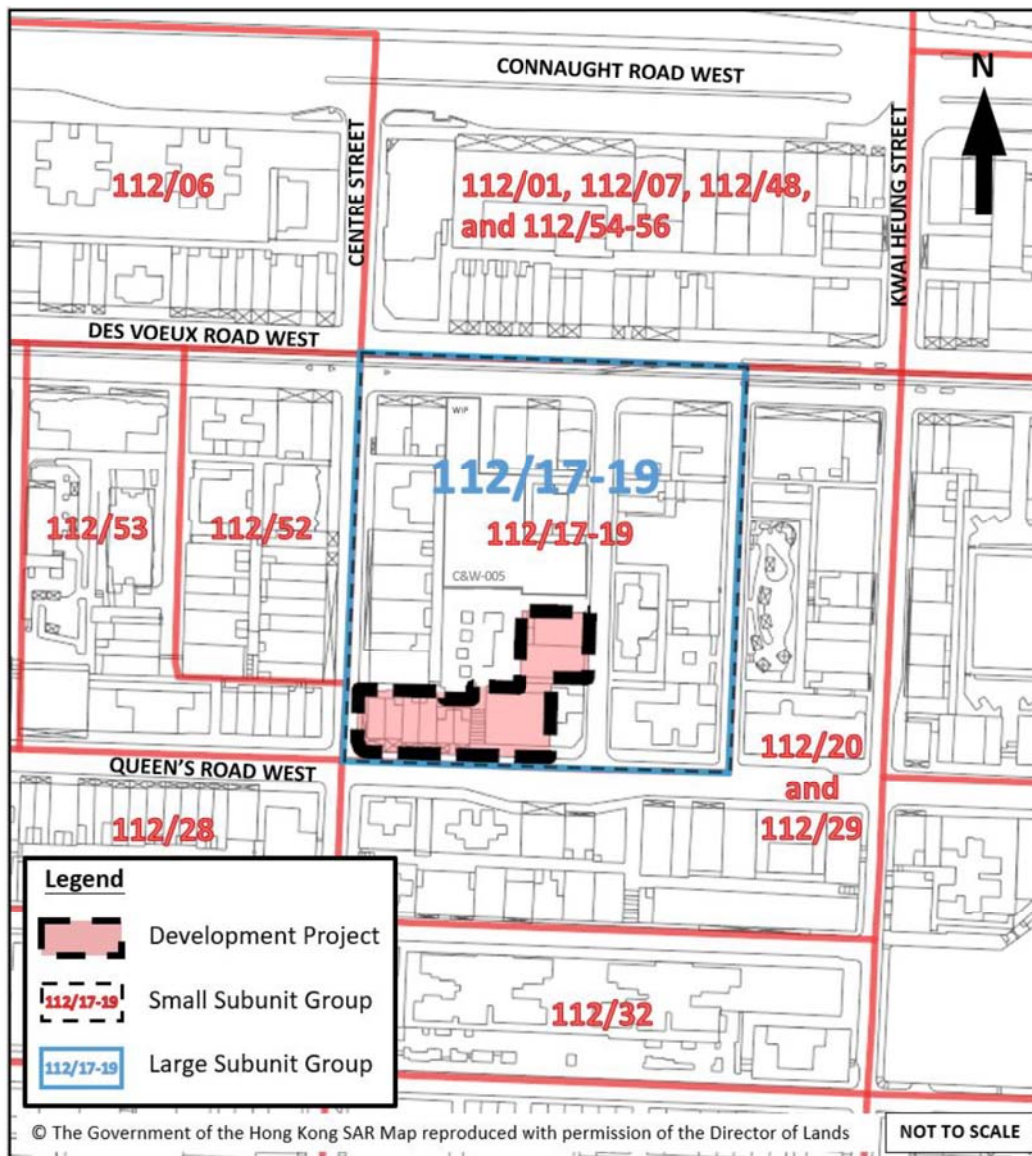 CONNAUGHT ROAD WEST
N
CENTRE STREET
KWAI HEUNG STREET
112/06
112/01, 112/07, 112/48,
and 112/54-56
DES VOEUX ROAD WEST
WIP
112/17-19
112/53
112/52
112/17-19
C&W-005
QUEEN'S ROAD WEST
112/20
and
112/29
112/28
Legend
Development Project
112/17-19
Small Subunit Group
112/17-19
Large Subunit Group
112/32
© The Government of the Hong Kong SAR Map reproduced with permission of the Director of Lands
NOT TO SCALE